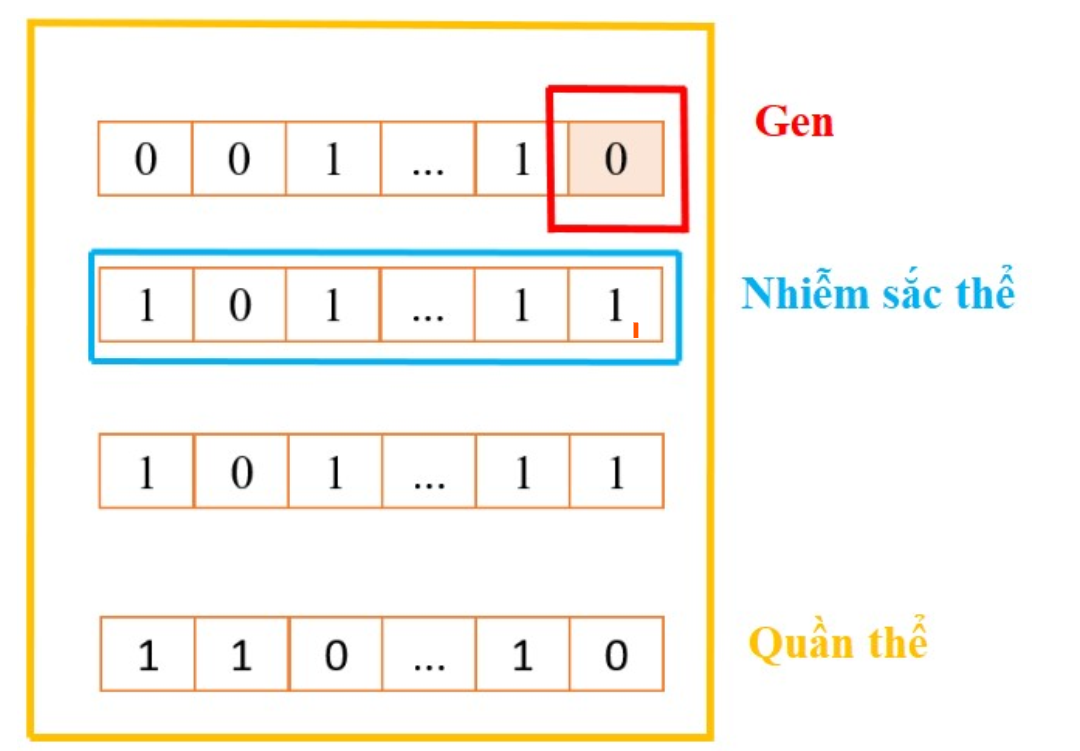 0 0 1 ... 1 0
Gen
1 0 1 ... 1 1
Nhiễm sắc thể
1 0 1 ... 1 1
1 1 0 ... 1 0
Quần thể